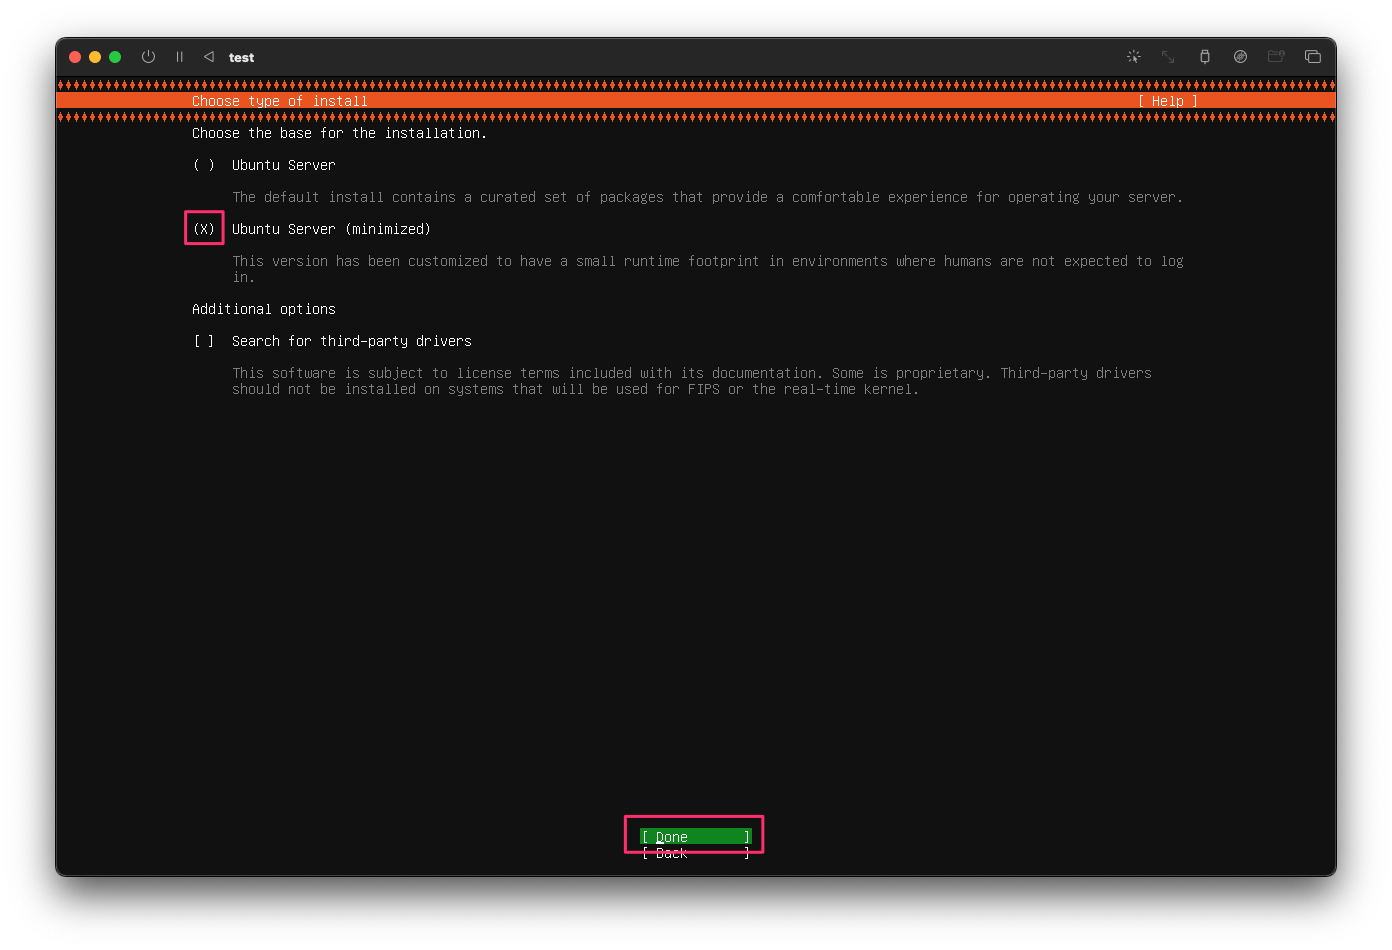 test
Choose type of install [ Help ]
Choose the base for the installation.
( ) Ubuntu Server
The default install contains a curated set of packages that provide a comfortable experience for operating your server.
(X) Ubuntu Server (minimized)
This version has been customized to have a small runtime footprint in environments where humans are not expected to log
in.
Additional options
[ ] Search for third-party drivers
This software is subject to license terms included with its documentation. Some is proprietary. Third-party drivers
should not be installed on systems that will be used for FIPS or the real-time kernel.
[ Done ]
[ Back ]